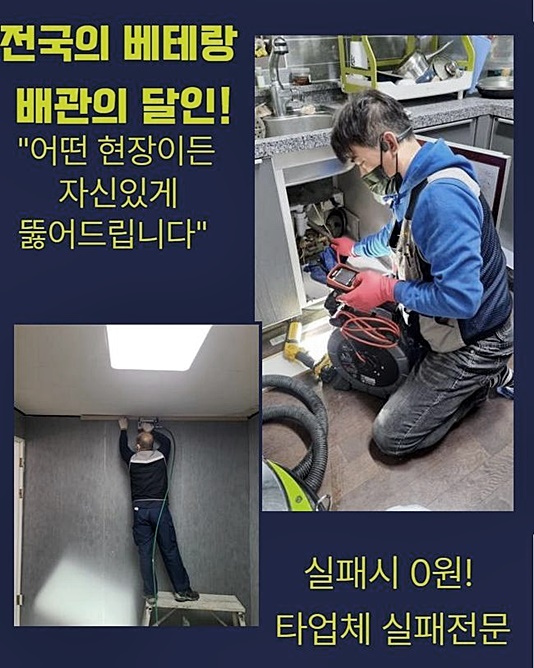 전국의 베테랑
배관의 달인!
"어떤 현장이든
자신있게
뚫어드립니다"
실패시 0원!
타업체 실패전문